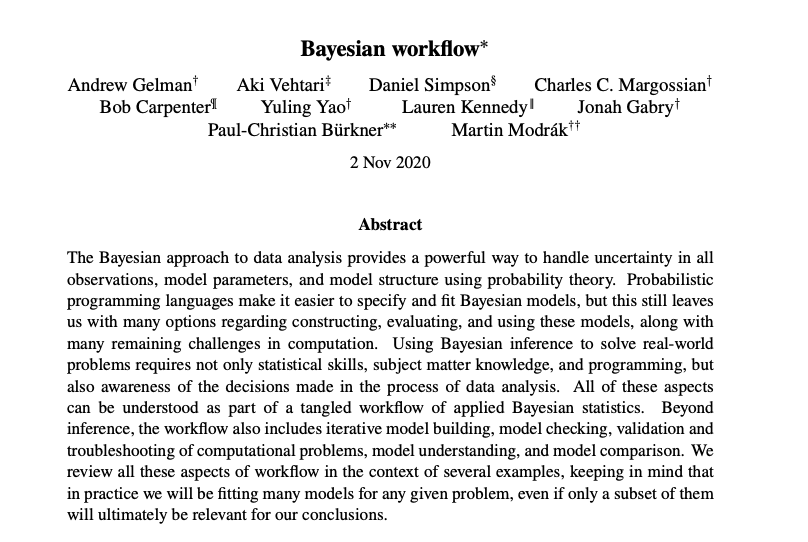 Bayesian workflow*
Andrew Gelman† Aki Vehtari‡ Daniel Simpson§ Charles C. Margossian†
Bob Carpenter¶ Yuling Yao† Lauren Kennedy‖ Jonah Gabry†
Paul-Christian Bürkner** Martin Modrák††
2 Nov 2020
Abstract
The Bayesian approach to data analysis provides a powerful way to handle uncertainty in all
observations, model parameters, and model structure using probability theory. Probabilistic
programming languages make it easier to specify and fit Bayesian models, but this still leaves
us with many options regarding constructing, evaluating, and using these models, along with
many remaining challenges in computation. Using Bayesian inference to solve real-world
problems requires not only statistical skills, subject matter knowledge, and programming, but
also awareness of the decisions made in the process of data analysis. All of these aspects
can be understood as part of a tangled workflow of applied Bayesian statistics. Beyond
inference, the workflow also includes iterative model building, model checking, validation and
troubleshooting of computational problems, model understanding, and model comparison. We
review all these aspects of workflow in the context of several examples, keeping in mind that
in practice we will be fitting many models for any given problem, even if only a subset of them
will ultimately be relevant for our conclusions.